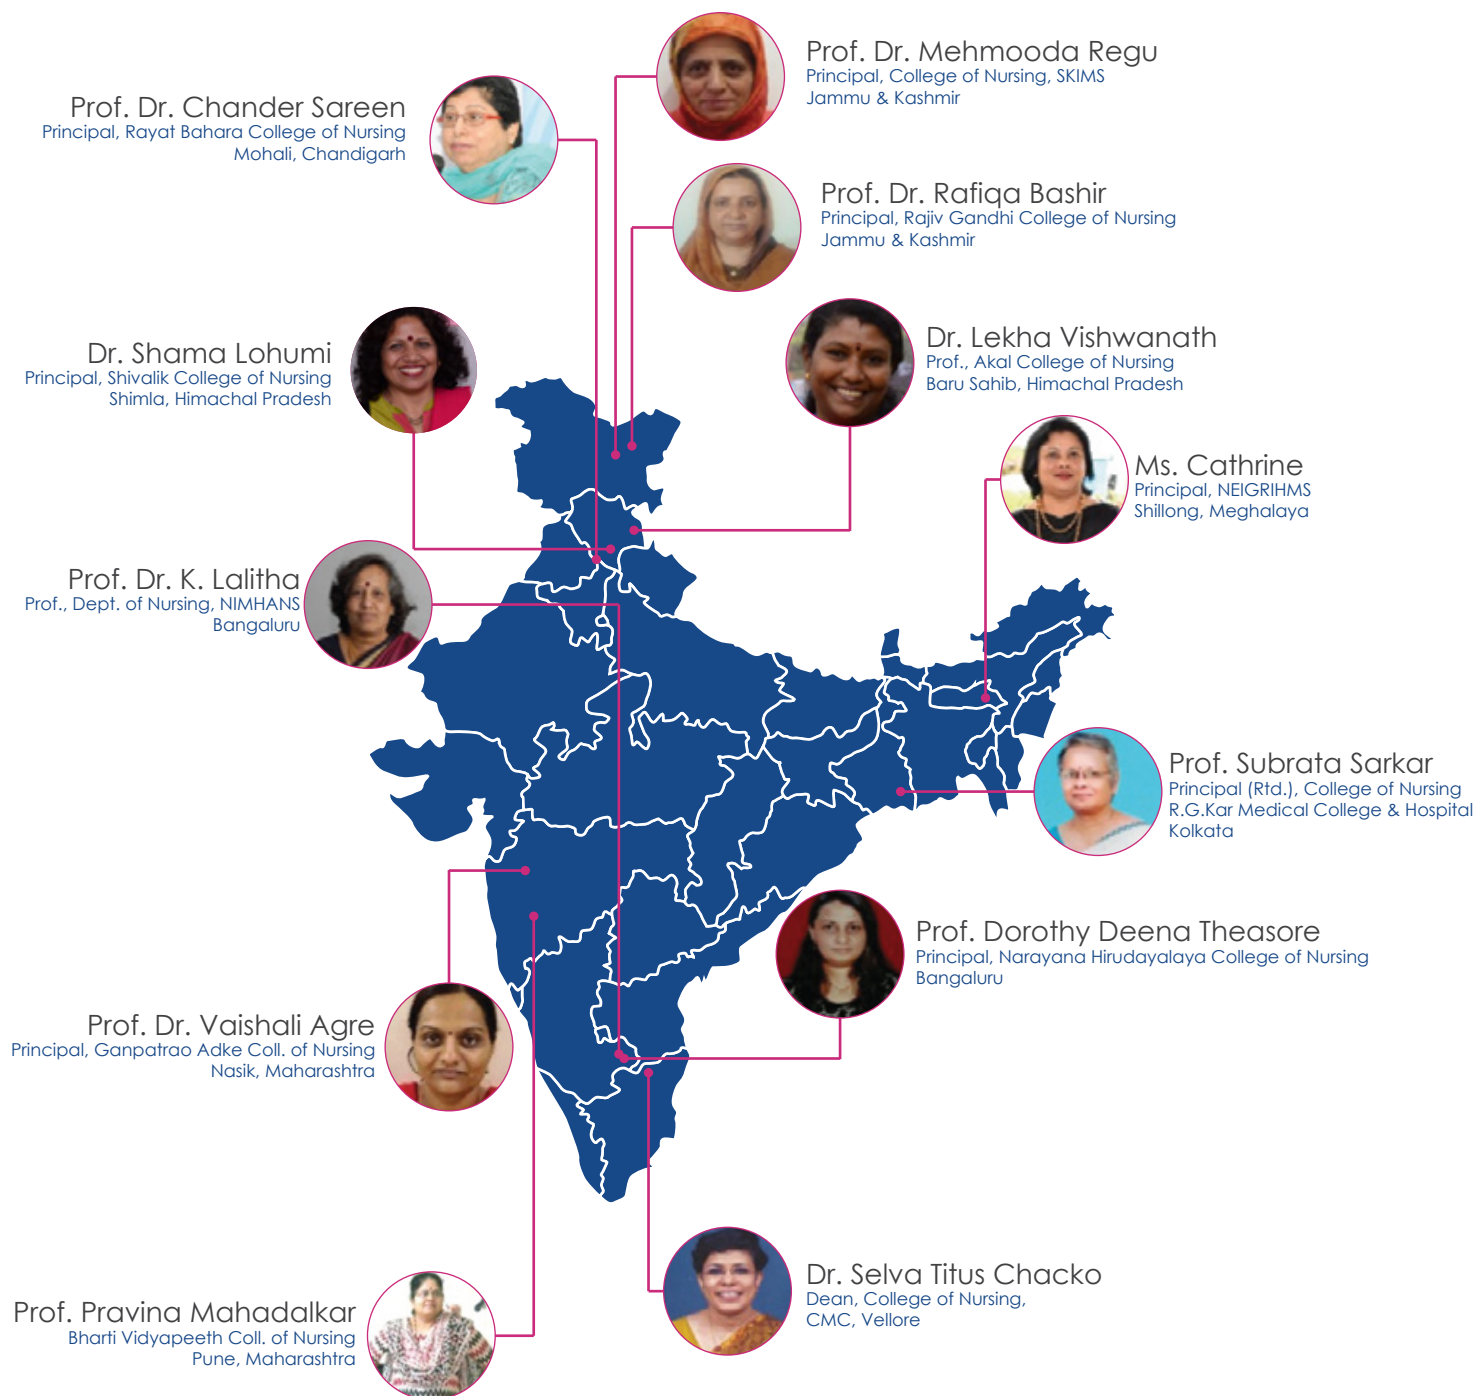 Prof. Dr. Mehmooda Regu
Principal, College of Nursing, SKIMS
Jammu & Kashmir
Prof. Dr. Chander Sareen
Principal, Rayat Bahara College of Nursing
Mohali, Chandigarh
Prof. Dr. Rafiqa Bashir
Principal, Rajiv Gandhi College of Nursing
Jammu & Kashmir
Dr. Shama Lohumi
Principal, Shivalik College of Nursing
Shimla, Himachal Pradesh
Dr. Lekha Vishwanath
Prof., Akal College of Nursing
Baru Sahib, Himachal Pradesh
Ms. Cathrine
Principal, NEIGRIHMS
Shillong, Meghalaya
Prof. Dr. K. Lalitha
Prof., Dept. of Nursing, NIMHANS
Bangaluru
Prof. Subrata Sarkar
Principal (Rtd.), College of Nursing
R.G.Kar Medical College & Hospital
Kolkata
Prof. Dorothy Deena Theasore
Principal, Narayana Hirudayalaya College of Nursing
Bangaluru
Prof. Dr. Vaishali Agre
Principal, Ganpatrao Adke Coll. of Nursing
Nasik, Maharashtra
Dr. Selva Titus Chacko
Dean, College of Nursing,
CMC, Vellore
Prof. Pravina Mahadalkar
Bharti Vidyapeeth Coll. of Nursing
Pune, Maharashtra